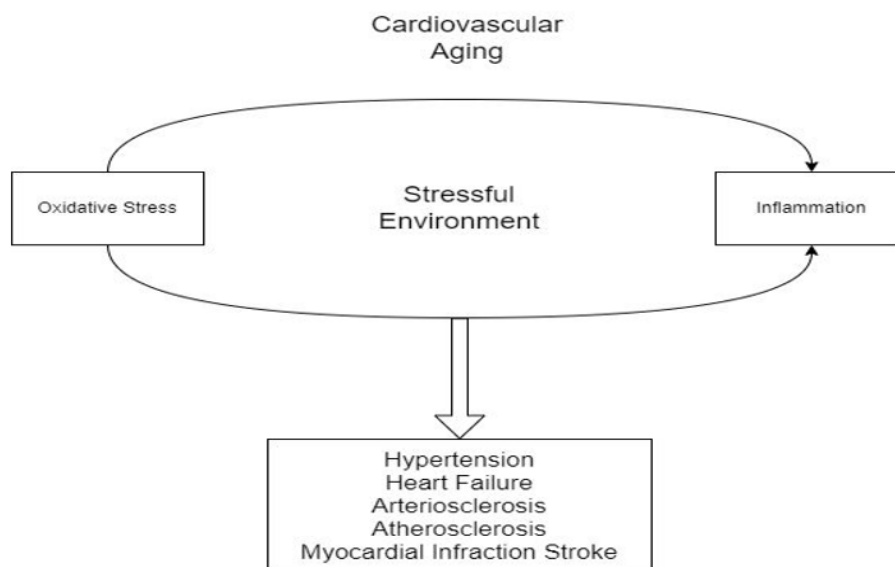 Cardiovascular
Aging
Oxidative Stress
Stressful
Environment
Inflammation
Hypertension
Heart Failure
Arteriosclerosis
Atherosclerosis
Myocardial Infraction Stroke